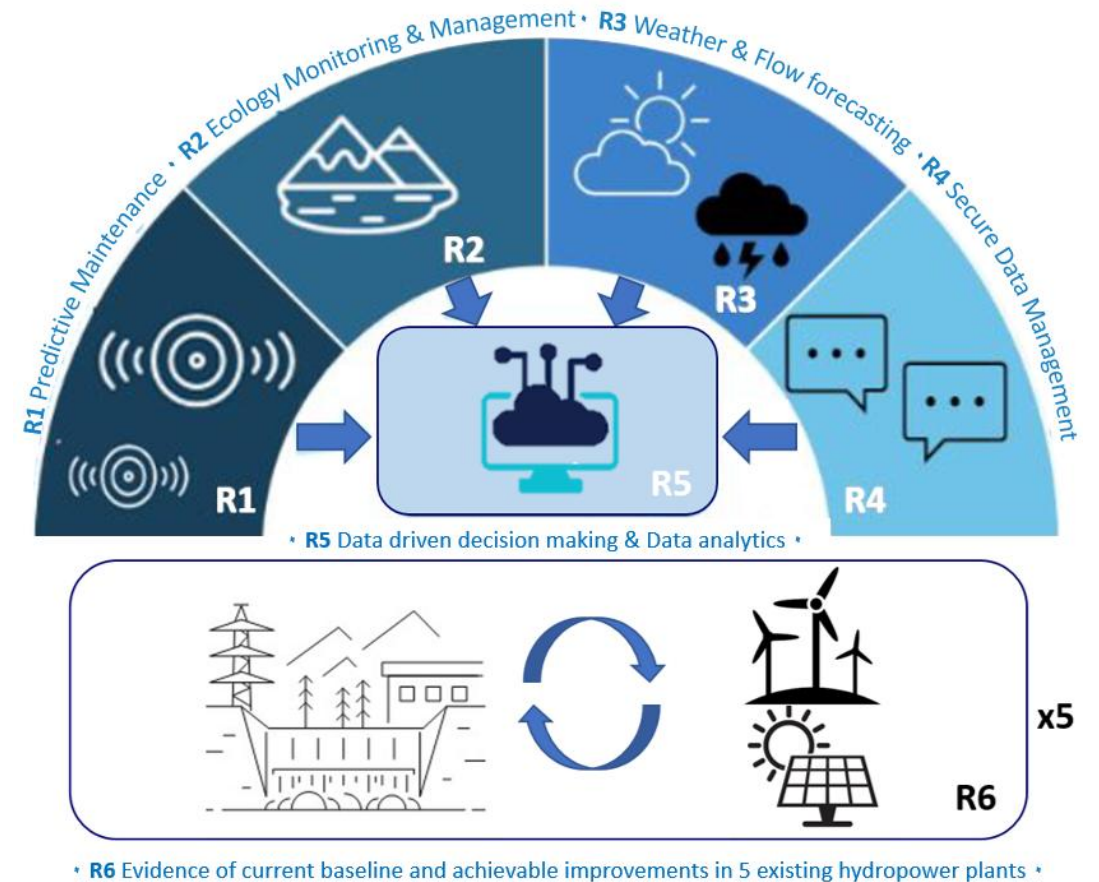 R1 Predictive Maintenance · R2 Ecology Monitoring & Management · R3 Weather & Flow forecasting · R4 Secure Data Management
R2
R3
R1
R5
R4
· R5 Data driven decision making & Data analytics ·
x5
R6
· R6 Evidence of current baseline and achievable improvements in 5 existing hydropower plants ·